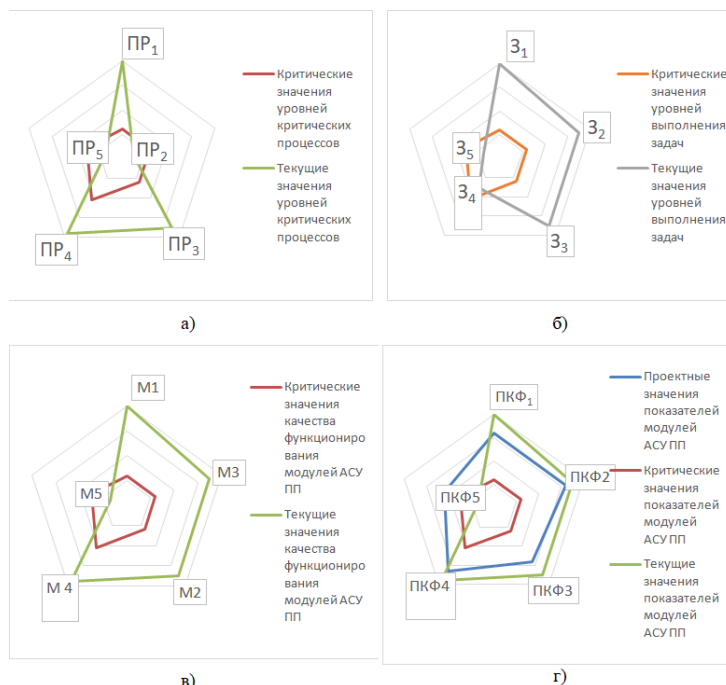 ПР₁
ПР₅
ПР₂
ПР₄
ПР₃
Критические
значения
уровней
критических
процессов
Текущие
значения
уровней
критических
процессов
а)
З₁
З₂
З₅
З₄
З₃
Критические
значения
уровней
выполнения
задач
Текущие
значения
уровней
выполнения
задач
б)
М1
М3
М5
М 4
М2
Критические
значения
качества
функциониро
вания
модулей АСУ
ПП
Текущие
значения
качества
функциониро
вания
модулей АСУ
ПП
в)
ПКФ₁
ПКФ2
ПКФ5
ПКФ4
ПКФ3
Проектные
значения
показателей
модулей
АСУ ПП
Критические
значения
показателей
модулей
АСУ ПП
Текущие
значения
показателей
модулей
АСУ ПП
г)